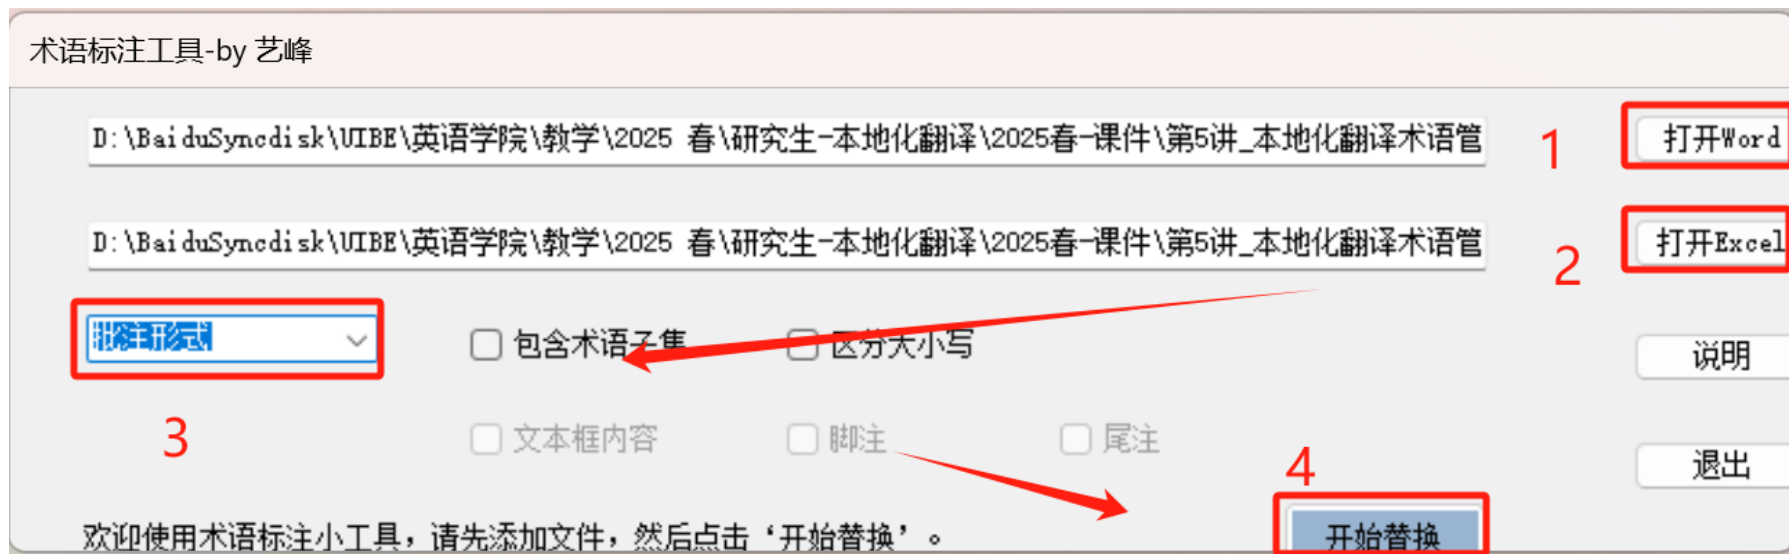 术语标注工具-by 艺峰
D:\BaiduSyncdisk\UIBE\英语学院\教学\2025 春\研究生-本地化翻译\2025春-课件\第5讲_本地化翻译术语管
1
打开Word
D:\BaiduSyncdisk\UIBE\英语学院\教学\2025 春\研究生-本地化翻译\2025春-课件\第5讲_本地化翻译术语管
2
打开Excel
批注形式
包含术语子集
区分大小写
说明
3
文本框内容
脚注
尾注
4
退出
欢迎使用术语标注小工具，请先添加文件，然后点击‘开始替换’。
开始替换